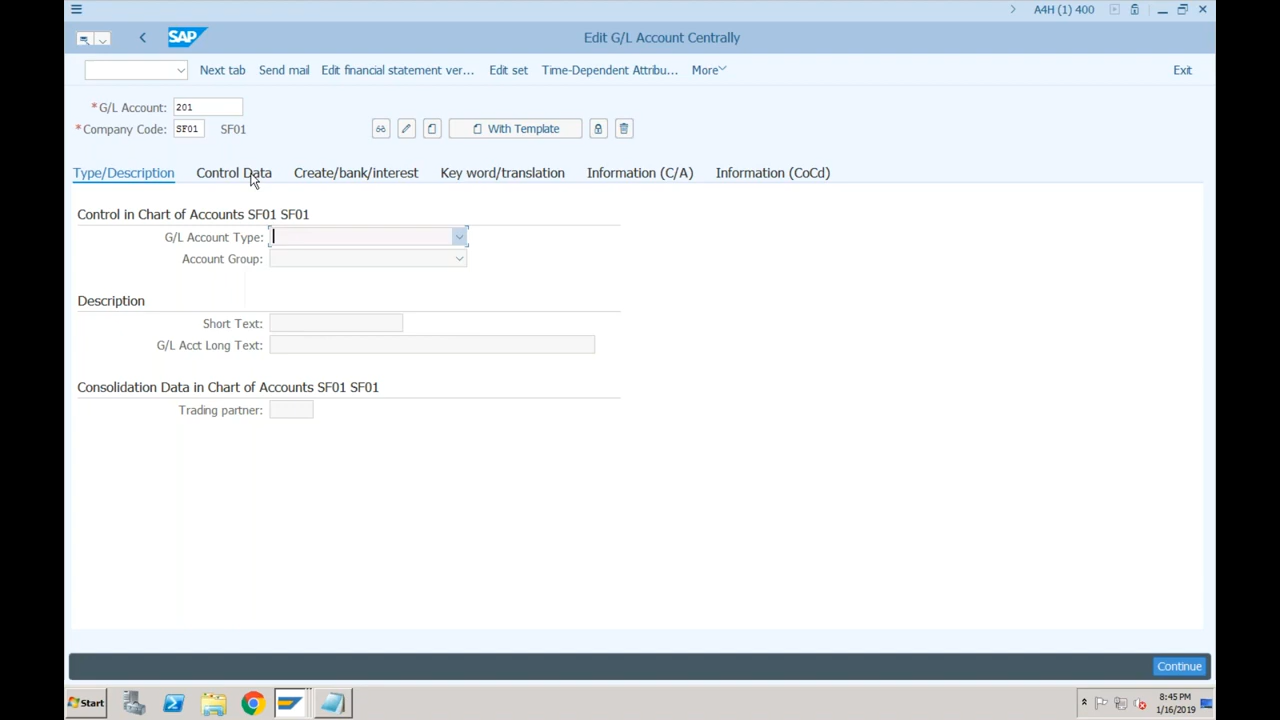 A4H (1) 400
SAP
Edit G/L Account Centrally
Next tab
Send mail
Edit financial statement ver...
Edit set
Time-Dependent Attribu...
More
Exit
*G/L Account: 201
*Company Code: SF01 SF01
With Template
Type/Description
Control Data
Create/bank/interest
Key word/translation
Information (C/A)
Information (CoCd)
Control in Chart of Accounts SF01 SF01
G/L Account Type:
Account Group:
Description
Short Text:
G/L Acct Long Text:
Consolidation Data in Chart of Accounts SF01 SF01
Trading partner:
Continue
Start
8:45 PM
1/16/2019